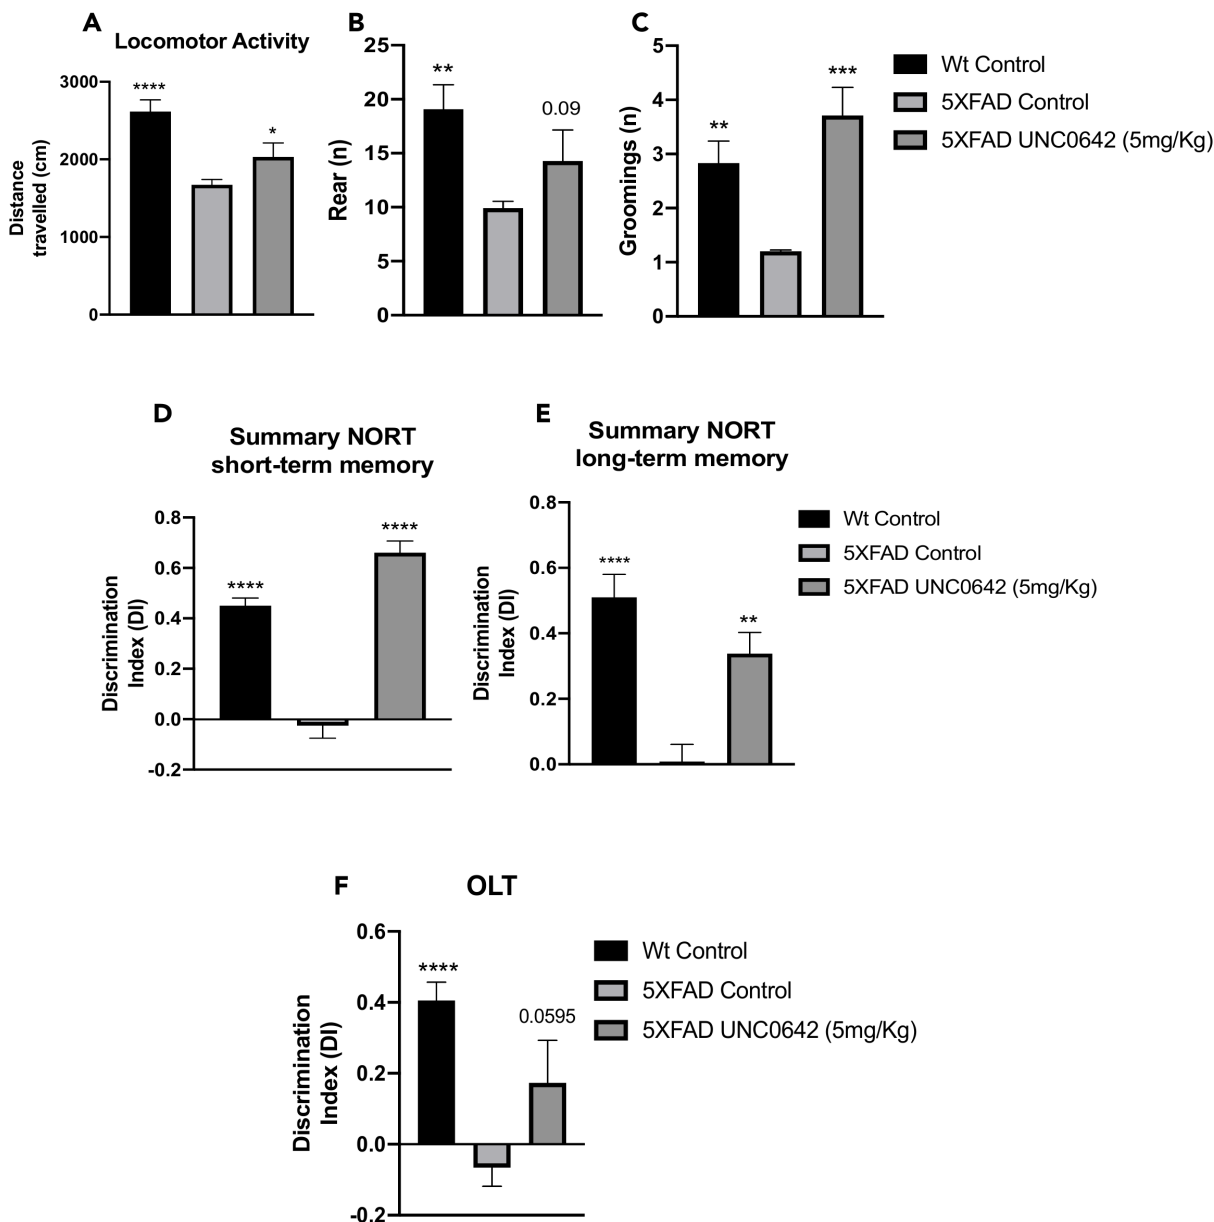 A
Locomotor Activity
Distance
travelled (cm)
3000
2000
1000
0
****
*
B
Rear (n)
25
20
15
10
5
0
**
0.09
C
Groomings (n)
5
4
3
2
1
0
**
***
Wt Control
5XFAD Control
5XFAD UNC0642 (5mg/Kg)
D
Summary NORT
short-term memory
Discrimination
Index (DI)
0.8
0.6
0.4
0.2
0.0
-0.2
****
****
E
Summary NORT
long-term memory
Discrimination
Index (DI)
0.8
0.6
0.4
0.2
0.0
****
**
Wt Control
5XFAD Control
5XFAD UNC0642 (5mg/Kg)
F
OLT
Discrimination
Index (DI)
0.6
0.4
0.2
0.0
-0.2
****
0.0595
Wt Control
5XFAD Control
5XFAD UNC0642 (5mg/Kg)